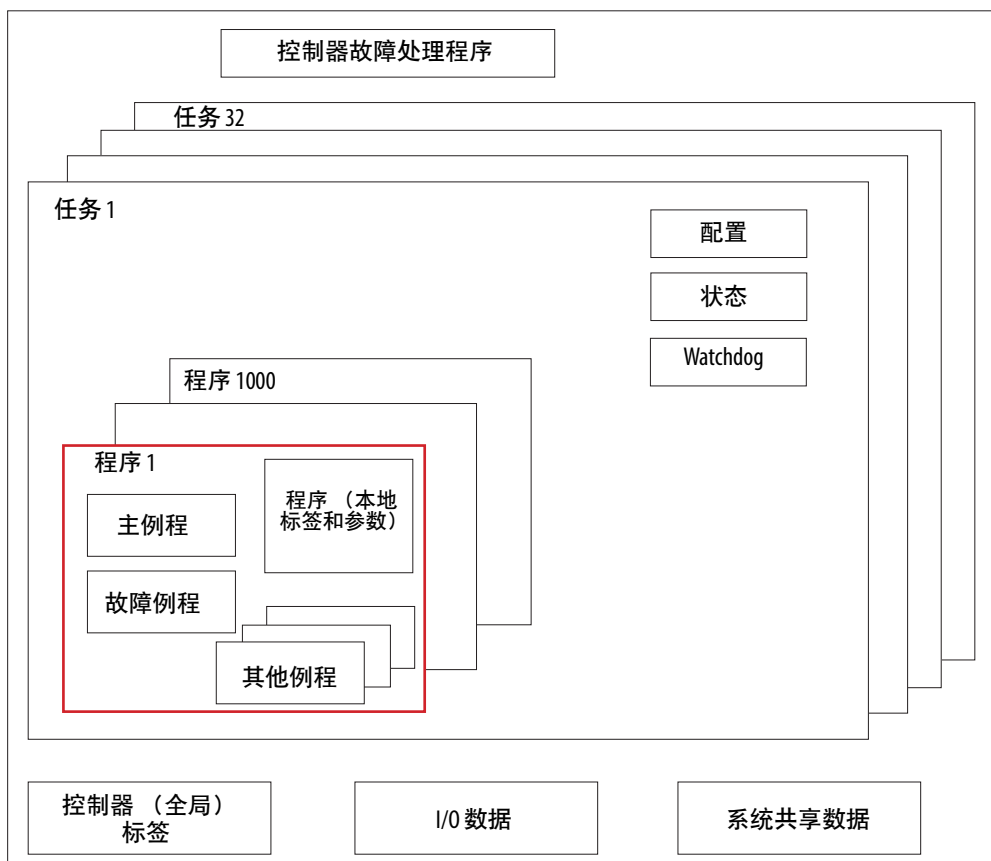 控制器故障处理程序
任务 32
任务 1
配置
状态
Watchdog
程序 1000
程序 1
程序 （本地
标签和参数）
主例程
故障例程
其他例程
控制器 （全局）
标签
I/0 数据
系统共享数据